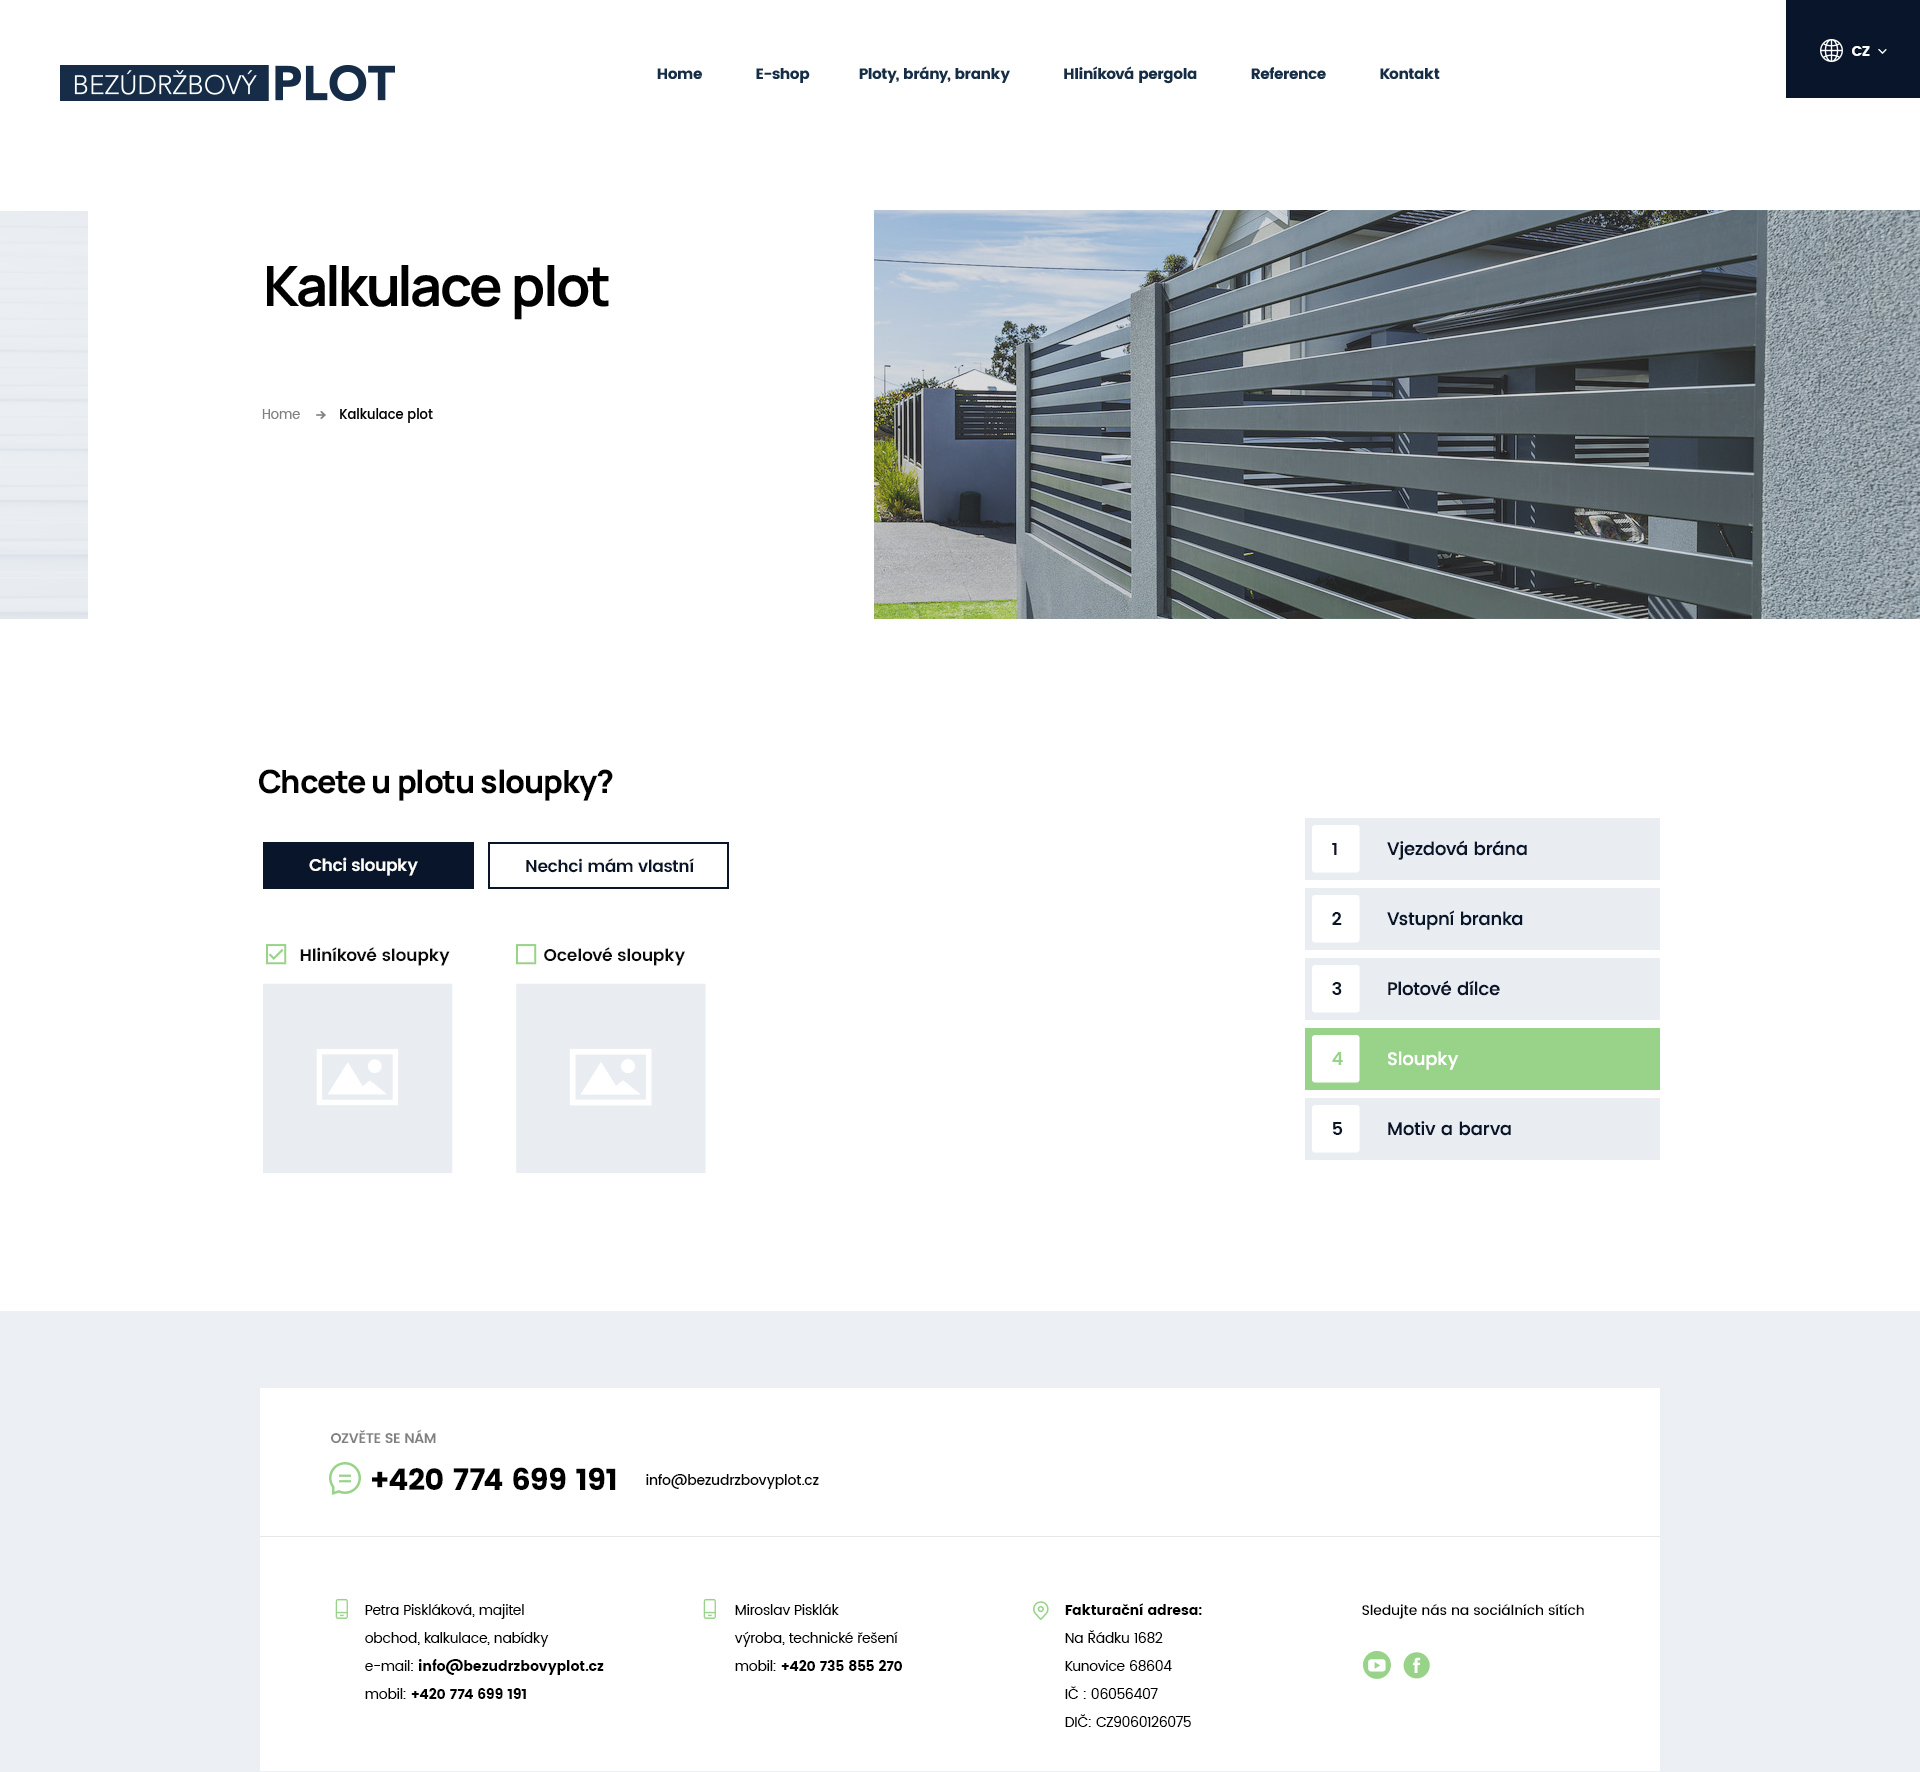 BEZÚDRŽBOVÝ PLOT
Home E-shop Ploty, brány, branky Hliníková pergola Reference Kontakt
CZ
Kalkulace plot
Home → Kalkulace plot
Chcete u plotu sloupky?
Chci sloupky
Nechci mám vlastní
Hliníkové sloupky
Ocelové sloupky
1 Vjezdová brána
2 Vstupní branka
3 Plotové dílce
4 Sloupky
5 Motiv a barva
OZVĚTE SE NÁM
+420 774 699 191 info@bezudrzbovyplot.cz
Petra Piskláková, majitel
obchod, kalkulace, nabídky
e-mail: info@bezudrzbovyplot.cz
mobil: +420 774 699 191
Miroslav Pisklák
výroba, technické řešení
mobil: +420 735 855 270
Fakturační adresa:
Na Řádku 1682
Kunovice 68604
IČ : 06056407
DIČ: CZ9060126075
Sledujte nás na sociálních sítích